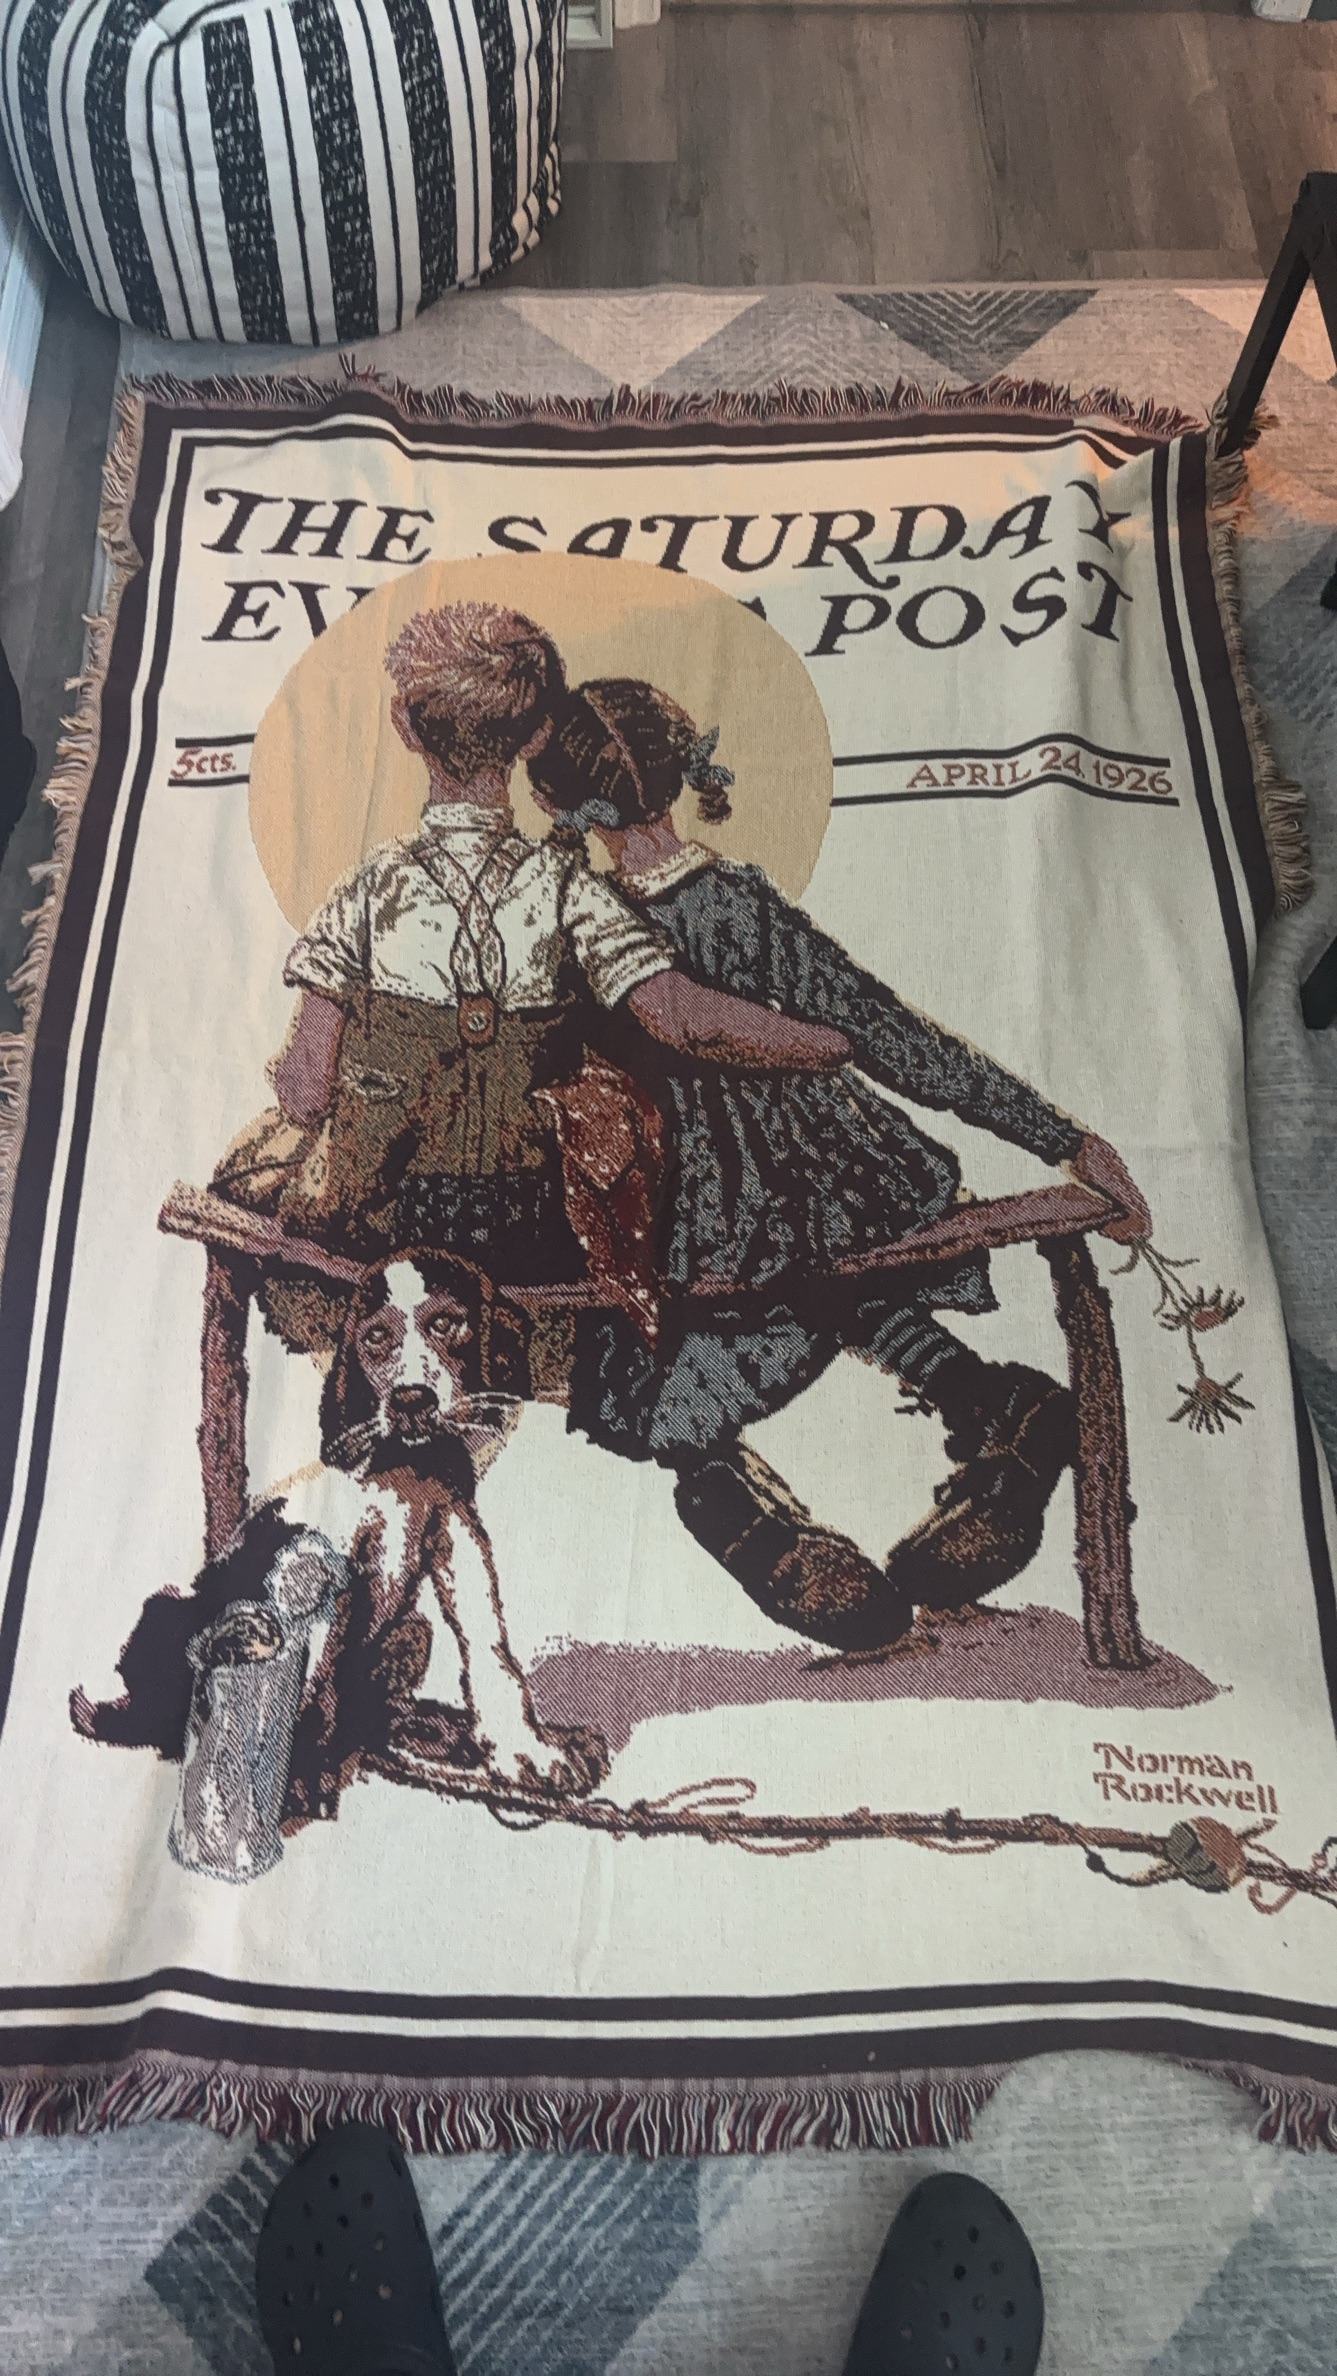 THE SATURDAY
POST
5cts.
APRIL 24, 1926
Norman
Rockwell